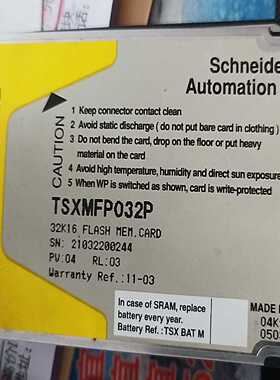 Schneide
Automation
CAUTION
1 Keep connector contact clean
2 Avoid static discharge ( do not put bare card in clothing )
3 Do not bend the card, drop on the floor or put heavy
material on the card
4 Avoid high temperature, humidity and direct sun exposure
5 When WP is switched as shown, card is write-protected
TSXMFP032P
32K16 FLASH MEM.CARD
SN: 21032200244
PV:04 RL:03
Warranty Ref.:11-03
In case of SRAM, replace
battery every year.
Battery Ref.: TSX BAT M
MADE
04K
050